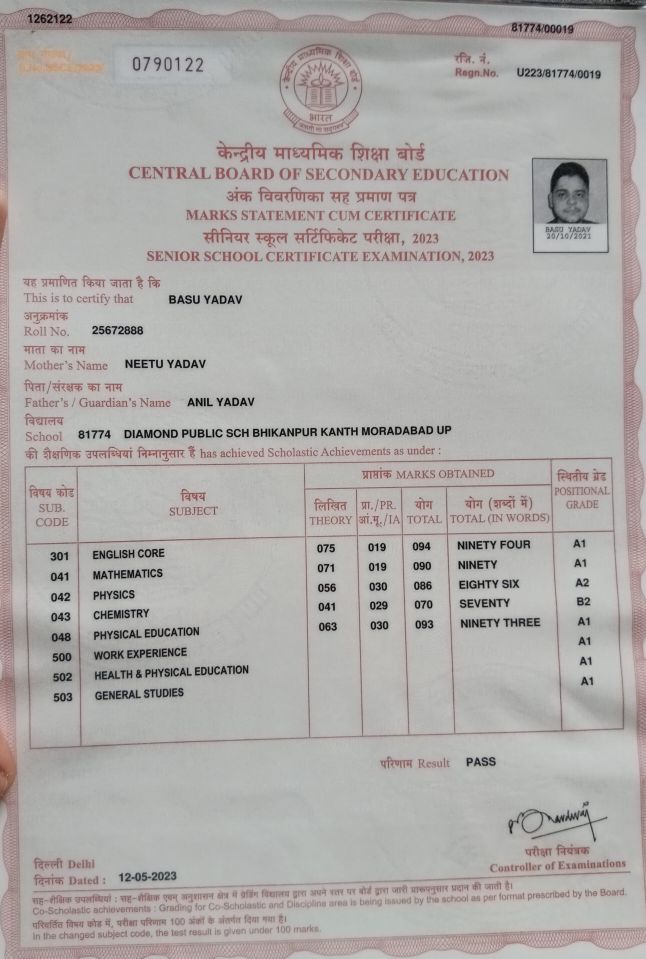 1262122
81774/00019
0790122
रजि. नं.
Regn.No. U223/81774/0019
केन्द्रीय माध्यमिक शिक्षा बोर्ड
भारत
केन्द्रीय माध्यमिक शिक्षा बोर्ड
CENTRAL BOARD OF SECONDARY EDUCATION
अंक विवरणिका सह प्रमाण पत्र
MARKS STATEMENT CUM CERTIFICATE
सीनियर स्कूल सर्टिफिकेट परीक्षा, 2023
SENIOR SCHOOL CERTIFICATE EXAMINATION, 2023
BASU YADAV
20/10/2021
यह प्रमाणित किया जाता है कि
This is to certify that BASU YADAV
अनुक्रमांक
Roll No. 25672888
माता का नाम
Mother's Name NEETU YADAV
पिता/संरक्षक का नाम
Father's / Guardian's Name ANIL YADAV
विद्यालय
School 81774 DIAMOND PUBLIC SCH BHIKANPUR KANTH MORADABAD UP
की शैक्षणिक उपलब्धियां निम्नानुसार हैं has achieved Scholastic Achievements as under :
विषय कोड SUB. CODE
विषय SUBJECT
प्राप्तांक MARKS OBTAINED
लिखित THEORY
प्रा./PR. आं.मू./IA
योग TOTAL
योग (शब्दों में) TOTAL (IN WORDS)
स्थितीय ग्रेड POSITIONAL GRADE
301 ENGLISH CORE 075 019 094 NINETY FOUR A1
041 MATHEMATICS 071 019 090 NINETY A1
042 PHYSICS 056 030 086 EIGHTY SIX A2
043 CHEMISTRY 041 029 070 SEVENTY B2
048 PHYSICAL EDUCATION 063 030 093 NINETY THREE A1
500 WORK EXPERIENCE A1
502 HEALTH & PHYSICAL EDUCATION A1
503 GENERAL STUDIES A1
परिणाम Result PASS
दिल्ली Delhi
दिनांक Dated : 12-05-2023
परीक्षा नियंत्रक
Controller of Examinations
सह-शैक्षिक उपलब्धियां : सह-शैक्षिक एवम् अनुशासन क्षेत्र में ग्रेडिंग विद्यालय द्वारा अपने स्तर पर बोर्ड द्वारा जारी प्रारूपनुसार प्रदान की जाती है।
Co-Scholastic achievements : Grading for Co-Scholastic and Discipline area is being issued by the school as per format prescribed by the Board.
परिवर्तित विषय कोड में, परीक्षा परिणाम 100 अंकों के अंतर्गत दिया गया है।
In the changed subject code, the test result is given under 100 marks.